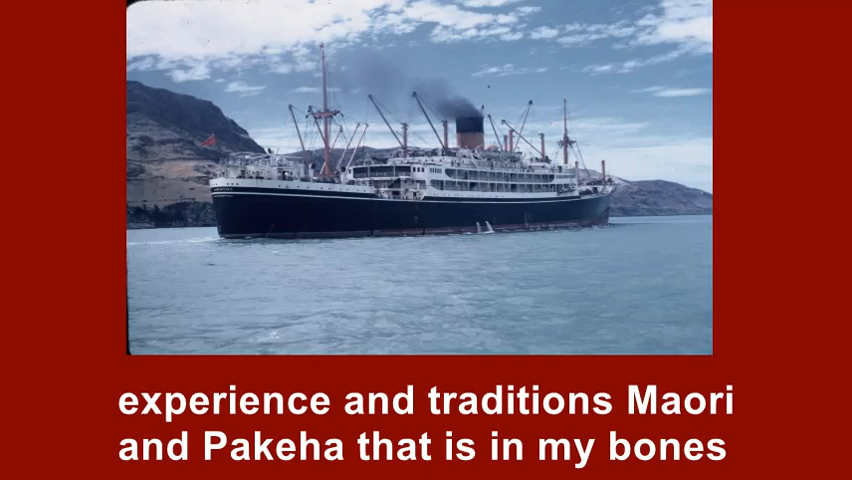 experience and traditions Maori
and Pakeha that is in my bones